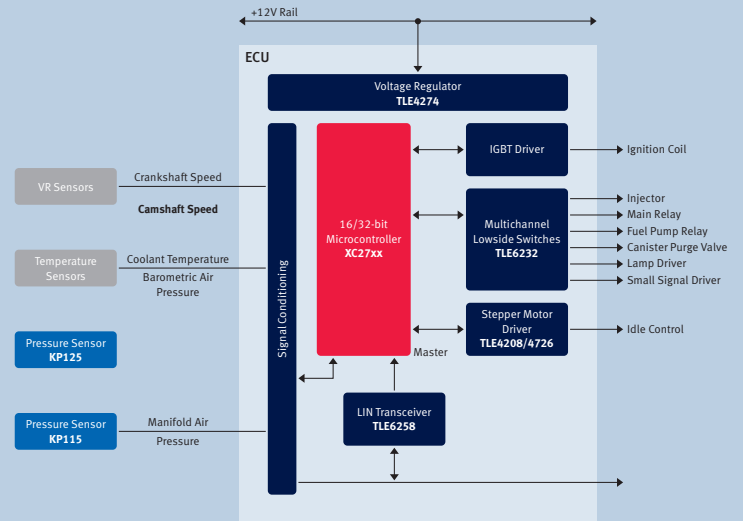 +12V Rail
ECU
Voltage Regulator
TLE4274
IGBT Driver
Ignition Coil
VR Sensors
Crankshaft Speed
Camshaft Speed
16/32-bit
Microcontroller
XC27xx
Multichannel
Lowside Switches
TLE6232
Injector
Main Relay
Fuel Pump Relay
Canister Purge Valve
Lamp Driver
Small Signal Driver
Temperature
Sensors
Coolant Temperature
Barometric Air
Pressure
Signal Conditioning
Pressure Sensor
KP125
Stepper Motor
Driver
TLE4208/4726
Idle Control
Master
Pressure Sensor
KP115
Manifold Air
Pressure
LIN Transceiver
TLE6258